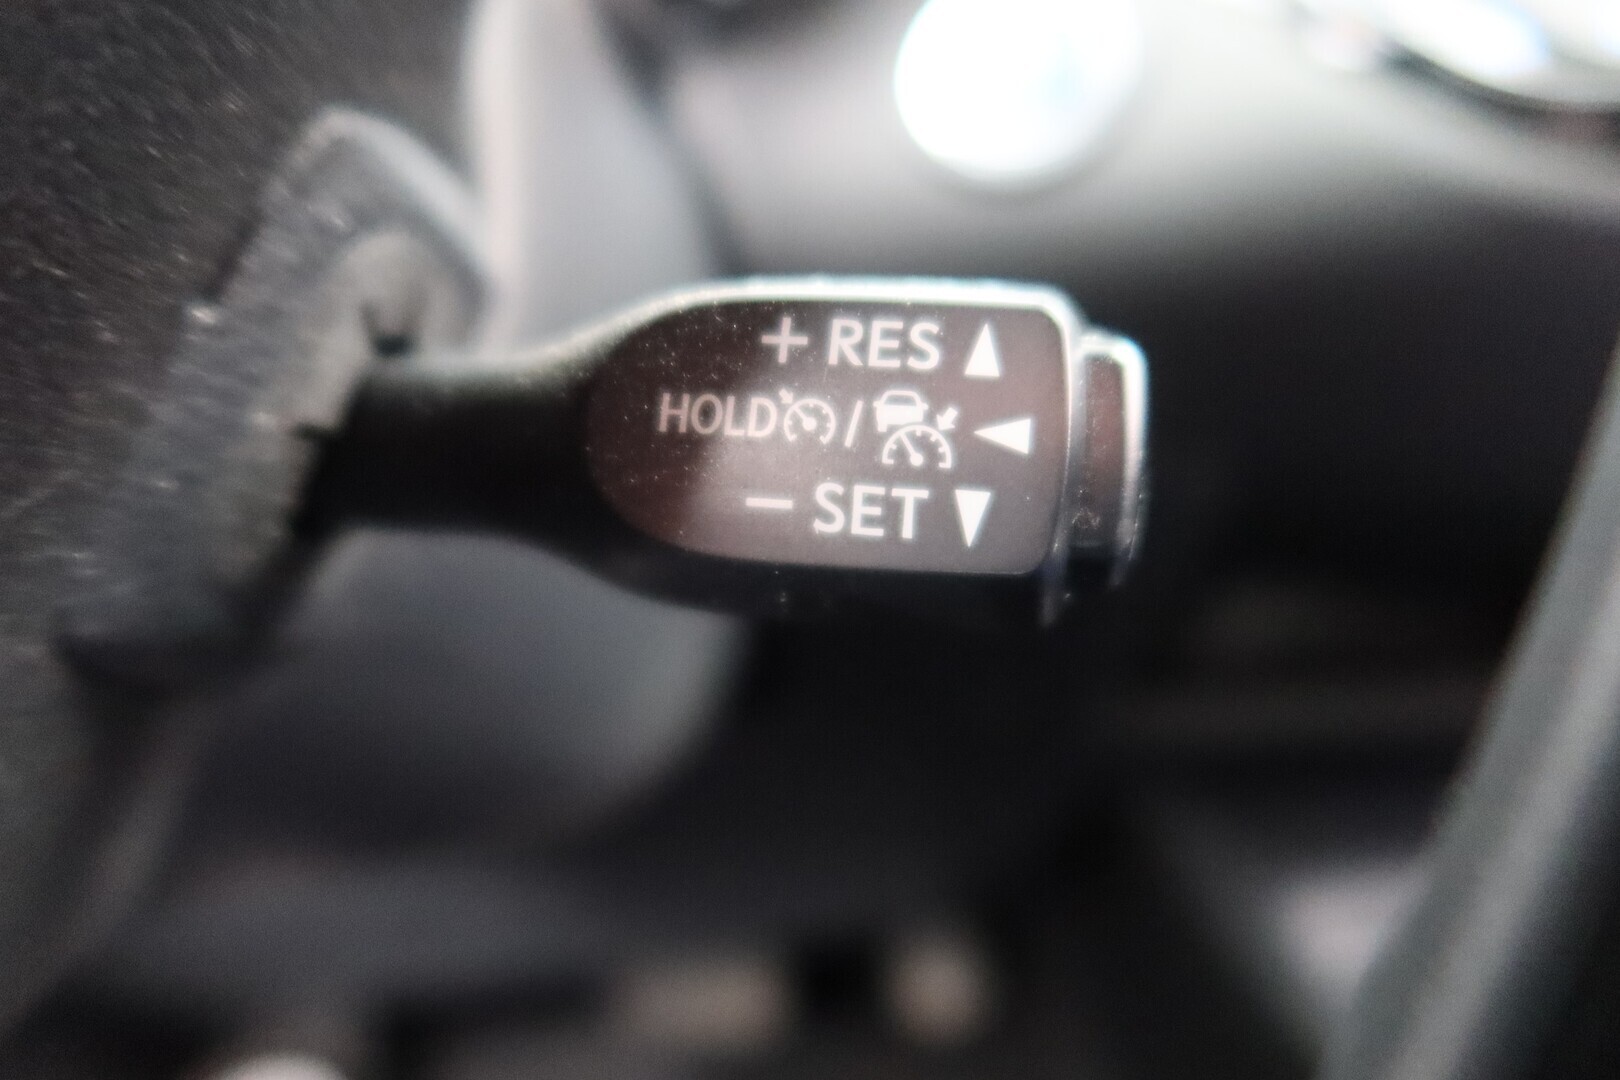 + RES ▲
HOLD / ◀
− SET ▼